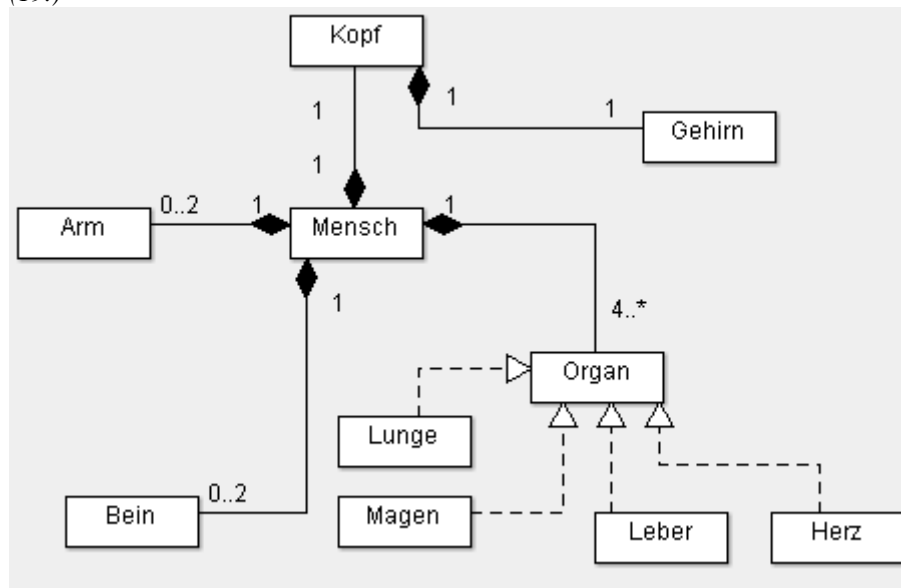 Kopf
1
1
1
Gehirn
1
0..2
1
1
Arm
Mensch
1
4..*
Organ
Lunge
0..2
Bein
Magen
Leber
Herz